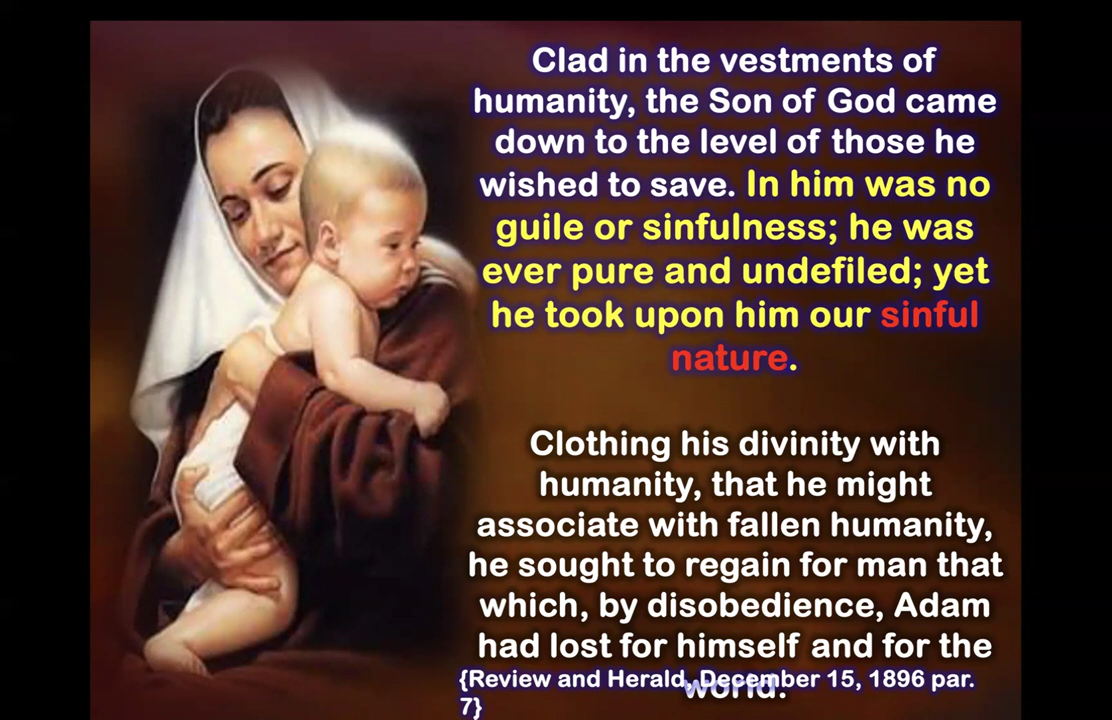 Clad in the vestments of
humanity, the Son of God came
down to the level of those he
wished to save. In him was no
guile or sinfulness; he was
ever pure and undefiled; yet
he took upon him our sinful
nature.
Clothing his divinity with
humanity, that he might
associate with fallen humanity,
he sought to regain for man that
which, by disobedience, Adam
had lost for himself and for the
world.
{Review and Herald, December 15, 1896 par.
7}